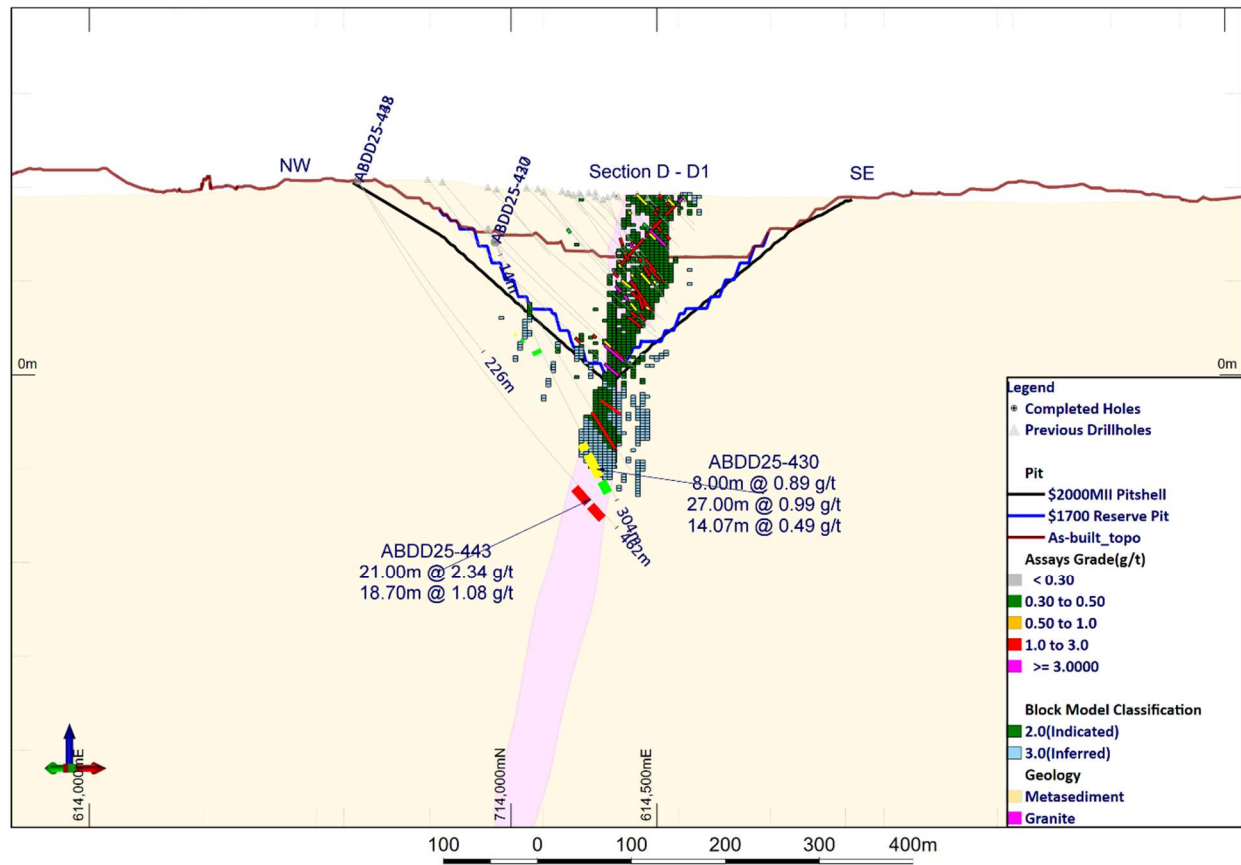 NW
ABDD25-430
Section D - D1
SE
14m
226m
0m
0m
ABDD25-430
8.00m @ 0.89 g/t
27.00m @ 0.99 g/t
14.07m @ 0.49 g/t
304m
462m
ABDD25-443
21.00m @ 2.34 g/t
18.70m @ 1.08 g/t
Legend
Completed Holes
Previous Drillholes
Pit
$2000MII Pitshell
$1700 Reserve Pit
As-built_topo
Assays Grade(g/t)
< 0.30
0.30 to 0.50
0.50 to 1.0
1.0 to 3.0
>= 3.0000
Block Model Classification
2.0(Indicated)
3.0(Inferred)
Geology
Metasediment
Granite
614,000mE
714,000mN
614,500mE
100 0 100 200 300 400m